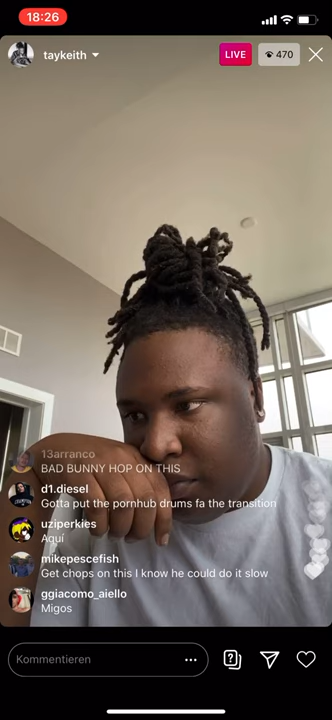 18:26
taykeith
LIVE
470
13arranco
BAD BUNNY HOP ON THIS
d1.diesel
Gotta put the pornhub drums fa the transition
uziperkies
Aquí
mikepescefish
Get chops on this I know he could do it slow
ggiacomo_aiello
Migos
Kommentieren